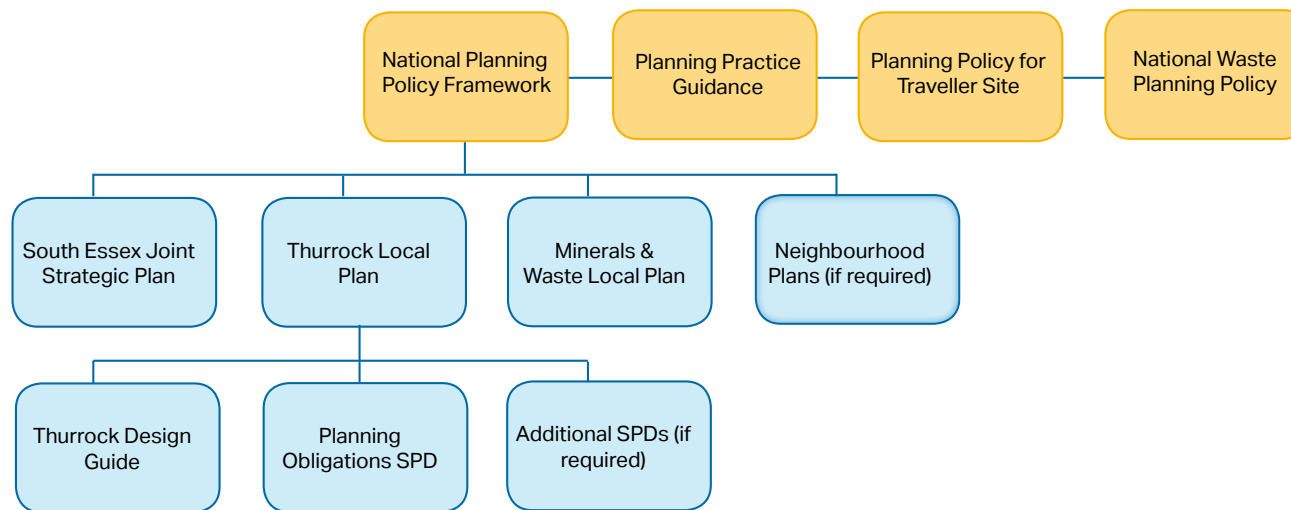 National Planning
Policy Framework
Planning Practice
Guidance
Planning Policy for
Traveller Site
National Waste
Planning Policy
South Essex Joint
Strategic Plan
Thurrock Local
Plan
Minerals &
Waste Local Plan
Neighbourhood
Plans (if required)
Thurrock Design
Guide
Planning
Obligations SPD
Additional SPDs (if
required)